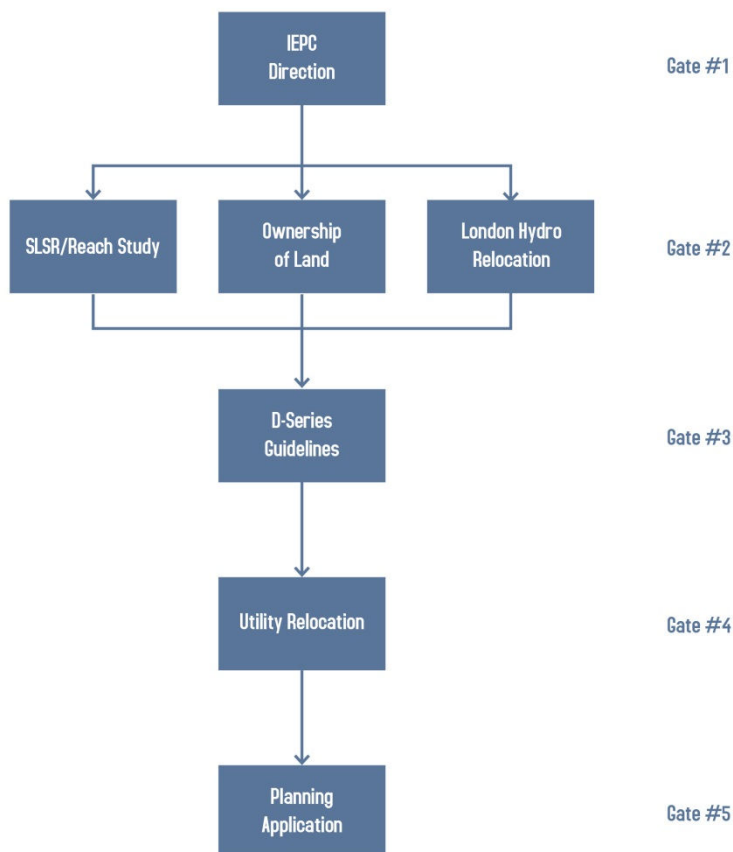 IEPC
Direction
Gate #1
SLSR/Reach Study
Ownership
of Land
London Hydro
Relocation
Gate #2
D-Series
Guidelines
Gate #3
Utility Relocation
Gate #4
Planning
Application
Gate #5